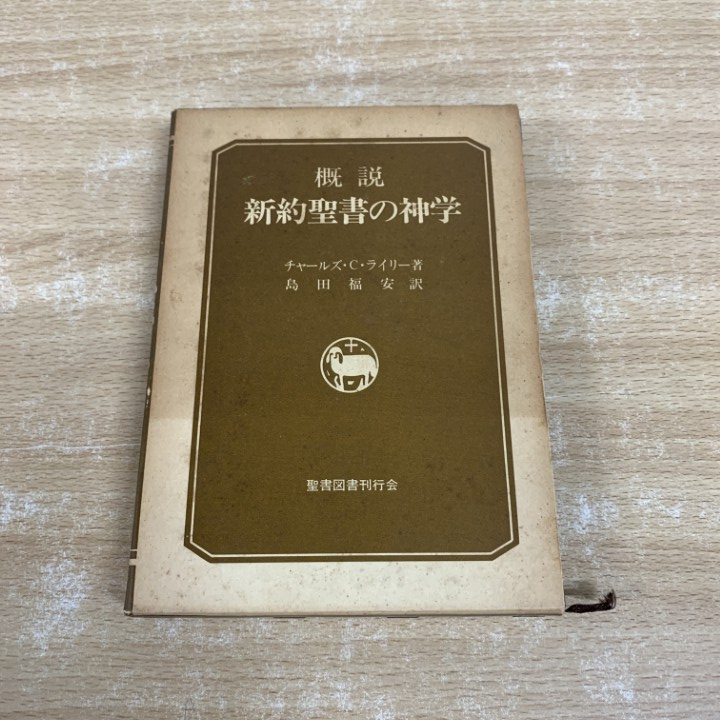 概説
新約聖書の神学
チャールズ・C・ライリー著
島田福安訳
聖書図書刊行会